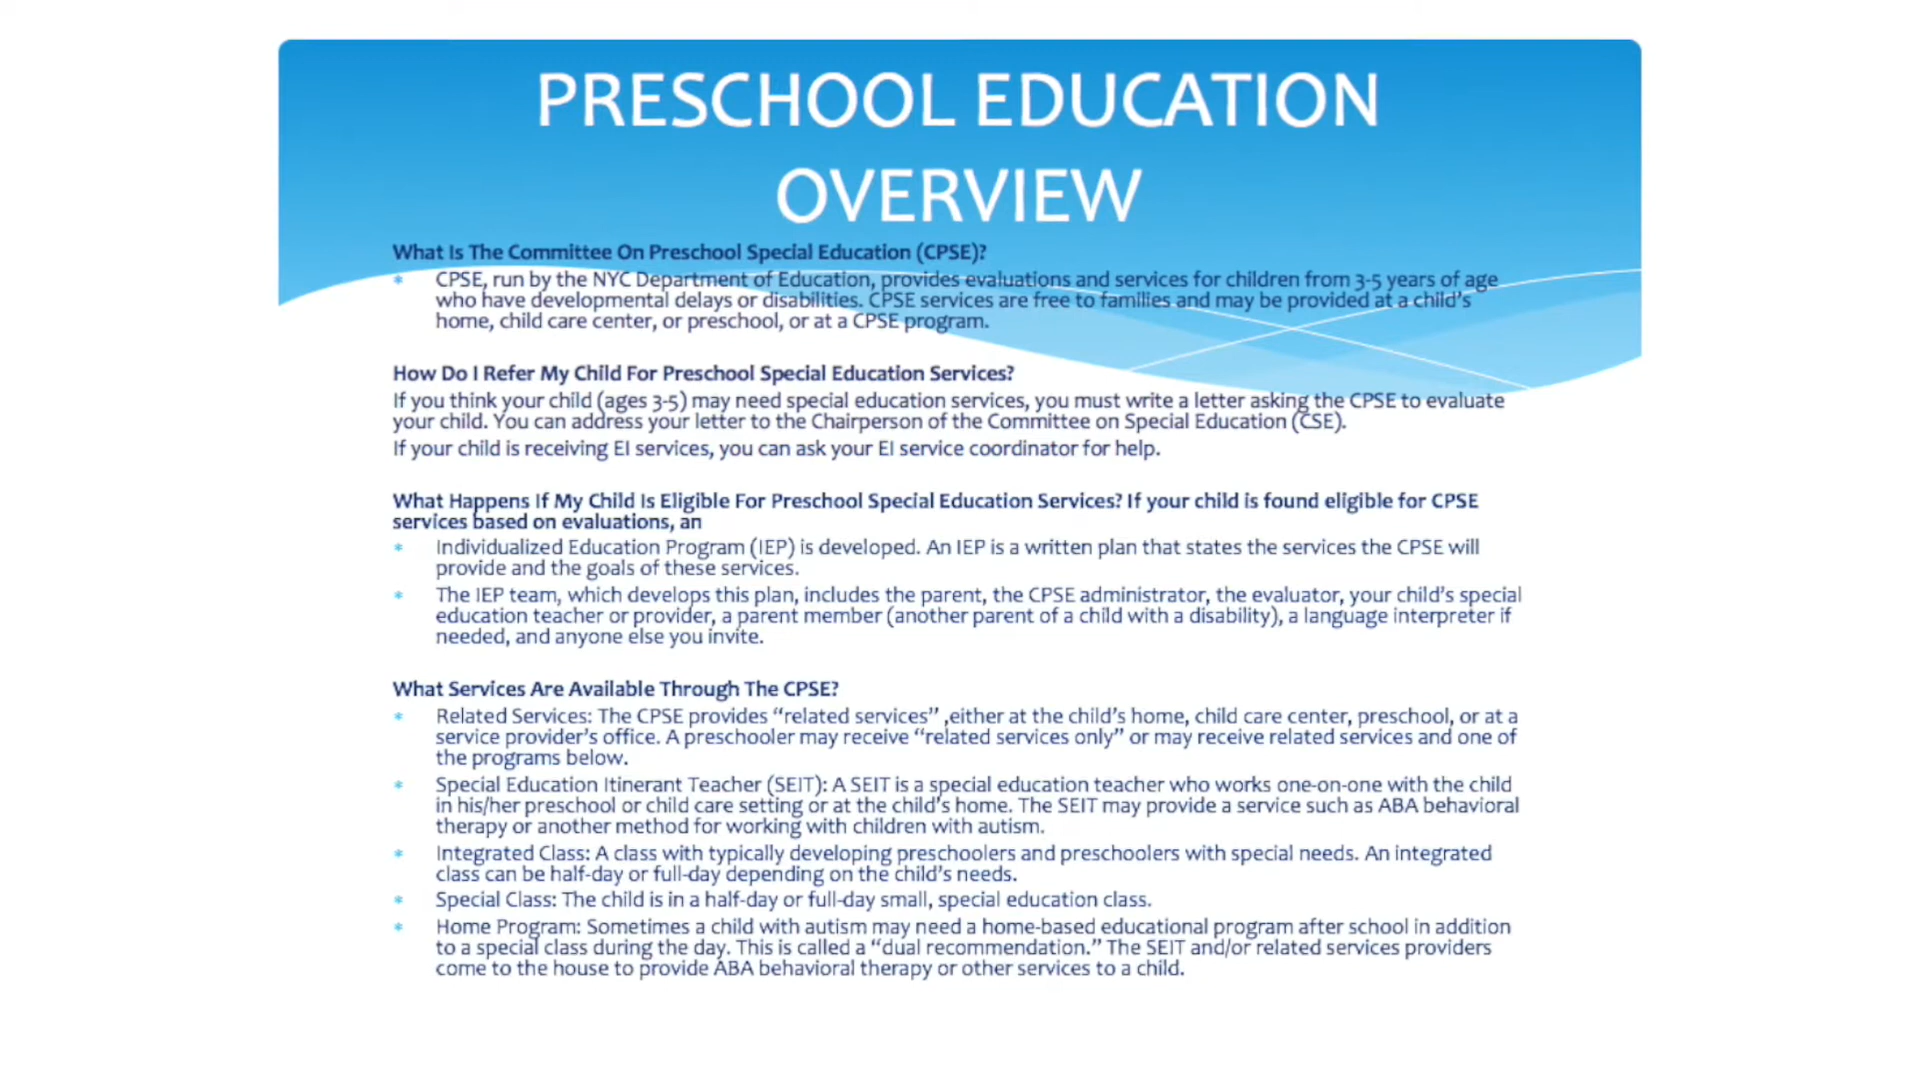 PRESCHOOL EDUCATION
OVERVIEW
What Is The Committee On Preschool Special Education (CPSE)?
* CPSE, run by the NYC Department of Education, provides evaluations and services for children from 3-5 years of age
who have developmental delays or disabilities. CPSE services are free to families and may be provided at a child's
home, child care center, or preschool, or at a CPSE program.
How Do I Refer My Child For Preschool Special Education Services?
If you think your child (ages 3-5) may need special education services, you must write a letter asking the CPSE to evaluate
your child. You can address your letter to the Chairperson of the Committee on Special Education (CSE).
If your child is receiving EI services, you can ask your EI service coordinator for help.
What Happens If My Child Is Eligible For Preschool Special Education Services? If your child is found eligible for CPSE
services based on evaluations, an
* Individualized Education Program (IEP) is developed. An IEP is a written plan that states the services the CPSE will
provide and the goals of these services.
* The IEP team, which develops this plan, includes the parent, the CPSE administrator, the evaluator, your child's special
education teacher or provider, a parent member (another parent of a child with a disability), a language interpreter if
needed, and anyone else you invite.
What Services Are Available Through The CPSE?
* Related Services: The CPSE provides "related services" ,either at the child's home, child care center, preschool, or at a
service provider's office. A preschooler may receive "related services only" or may receive related services and one of
the programs below.
* Special Education Itinerant Teacher (SEIT): A SEIT is a special education teacher who works one-on-one with the child
in his/her preschool or child care setting or at the child's home. The SEIT may provide a service such as ABA behavioral
therapy or another method for working with children with autism.
* Integrated Class: A class with typically developing preschoolers and preschoolers with special needs. An integrated
class can be half-day or full-day depending on the child's needs.
* Special Class: The child is in a half-day or full-day small, special education class.
* Home Program: Sometimes a child with autism may need a home-based educational program after school in addition
to a special class during the day. This is called a "dual recommendation." The SEIT and/or related services providers
come to the house to provide ABA behavioral therapy or other services to a child.